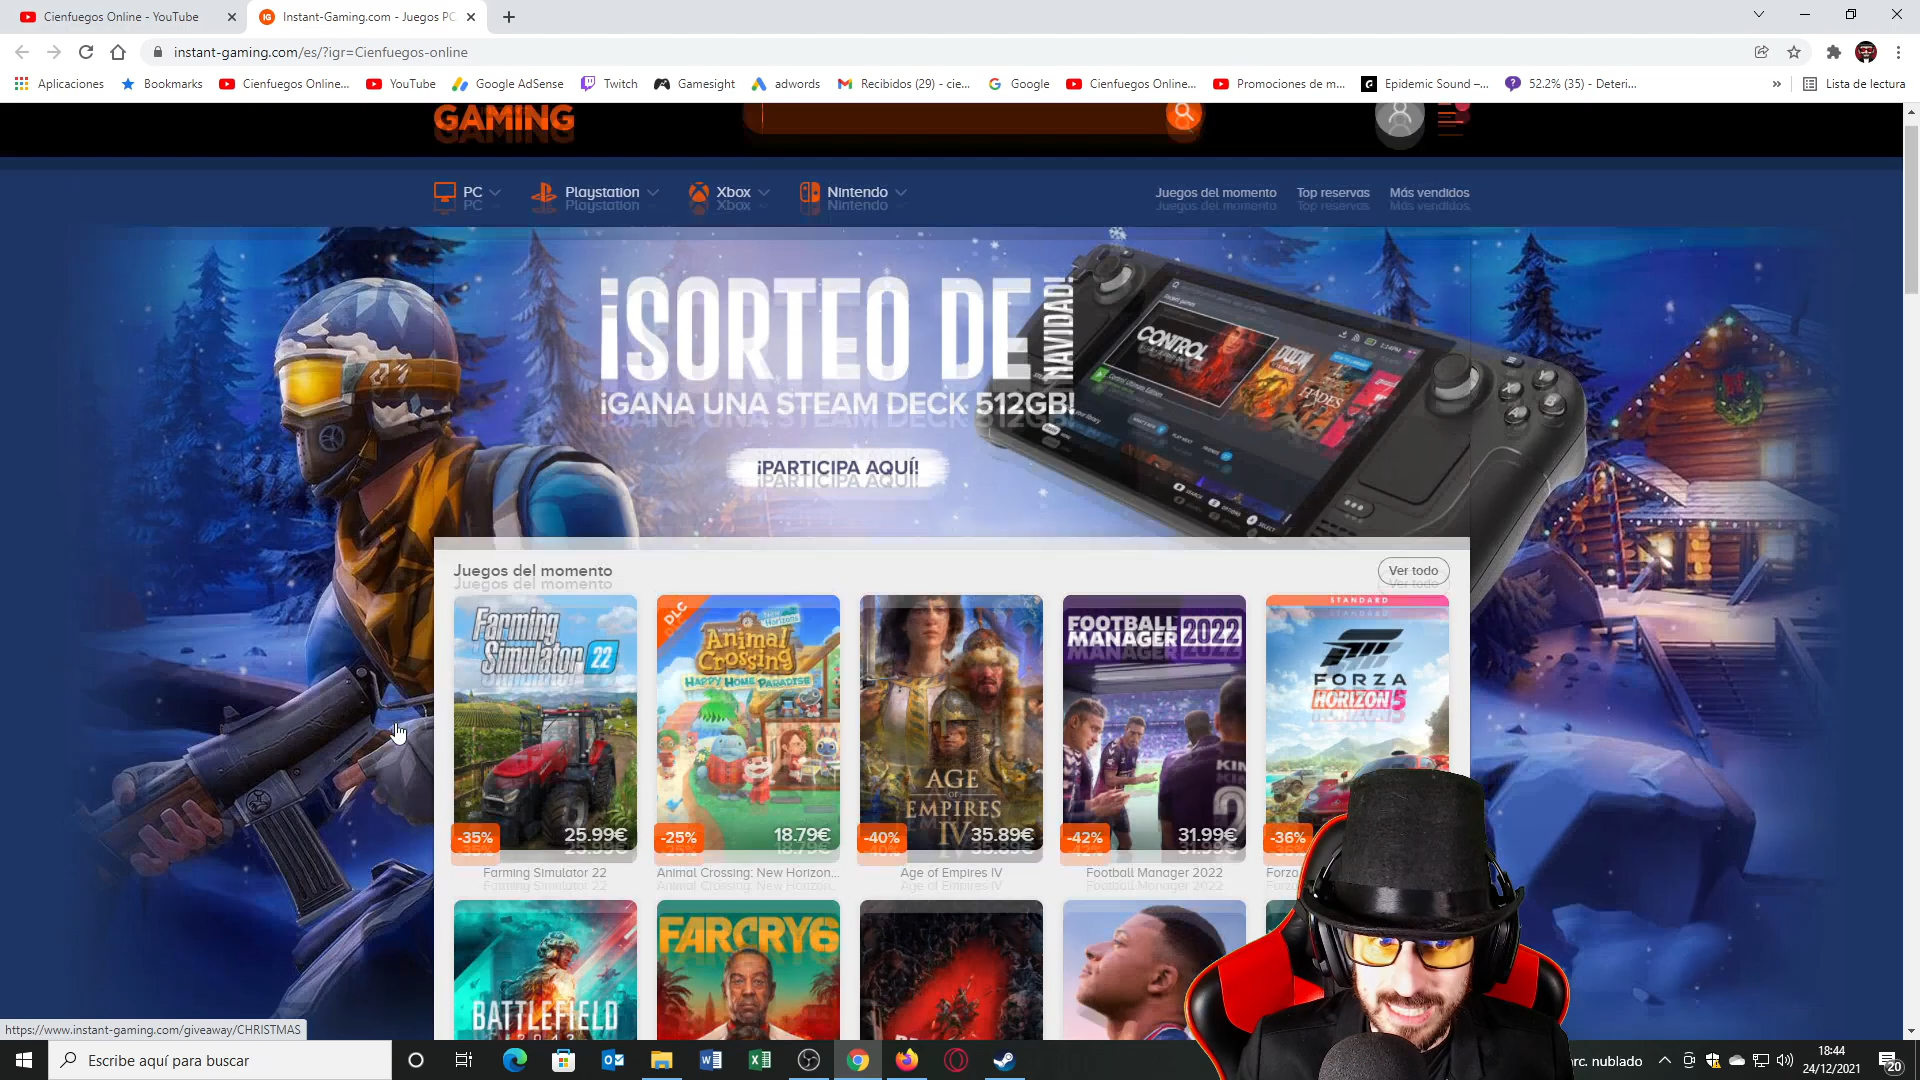 Cienfuegos Online - YouTube
Instant-Gaming.com - Juegos PC
instant-gaming.com/es/?igr=Cienfuegos-online
Aplicaciones
Bookmarks
Cienfuegos Online...
YouTube
Google AdSense
Twitch
Gamesight
adwords
Recibidos (29) - cie...
Google
Cienfuegos Online...
Promociones de m...
Epidemic Sound –...
52.2% (35) - Deteri...
»
Lista de lectura
GAMING
PC
Playstation
Xbox
Nintendo
Juegos del momento
Top reservas
Más vendidos
¡SORTEO DE
NAVIDAD!
¡GANA UNA STEAM DECK 512GB!
¡PARTICIPA AQUÍ!
CONTROL
DOOM
HADES
Juegos del momento
Ver todo
Farming Simulator 22
-35%
25.99€
Farming Simulator 22
DLC
Animal Crossing
New Horizons
HAPPY HOME PARADISE
-25%
18.79€
Animal Crossing: New Horizon...
AGE OF EMPIRES IV
-40%
35.89€
Age of Empires IV
FOOTBALL MANAGER 2022
-42%
31.99€
Football Manager 2022
STANDARD
FORZA HORIZON 5
-36%
Forza
BATTLEFIELD
2042
FARCRY6
https://www.instant-gaming.com/giveaway/CHRISTMAS
Escribe aquí para buscar
rc. nublado
18:44
24/12/2021
20